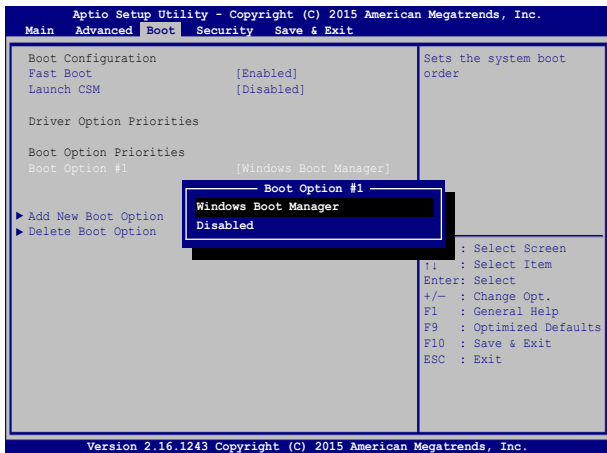 Aptio Setup Utility - Copyright (C) 2015 American Megatrends, Inc.
Main Advanced Boot Security Save & Exit
Boot Configuration
Fast Boot [Enabled]
Launch CSM [Disabled]
Driver Option Priorities
Boot Option Priorities
Boot Option #1 [Windows Boot Manager]
Boot Option #1
Windows Boot Manager
Disabled
Add New Boot Option
Delete Boot Option
Sets the system boot
order
: Select Screen
↑↓ : Select Item
Enter: Select
+/— : Change Opt.
F1 : General Help
F9 : Optimized Defaults
F10 : Save & Exit
ESC : Exit
Version 2.16.1243 Copyright (C) 2015 American Megatrends, Inc.